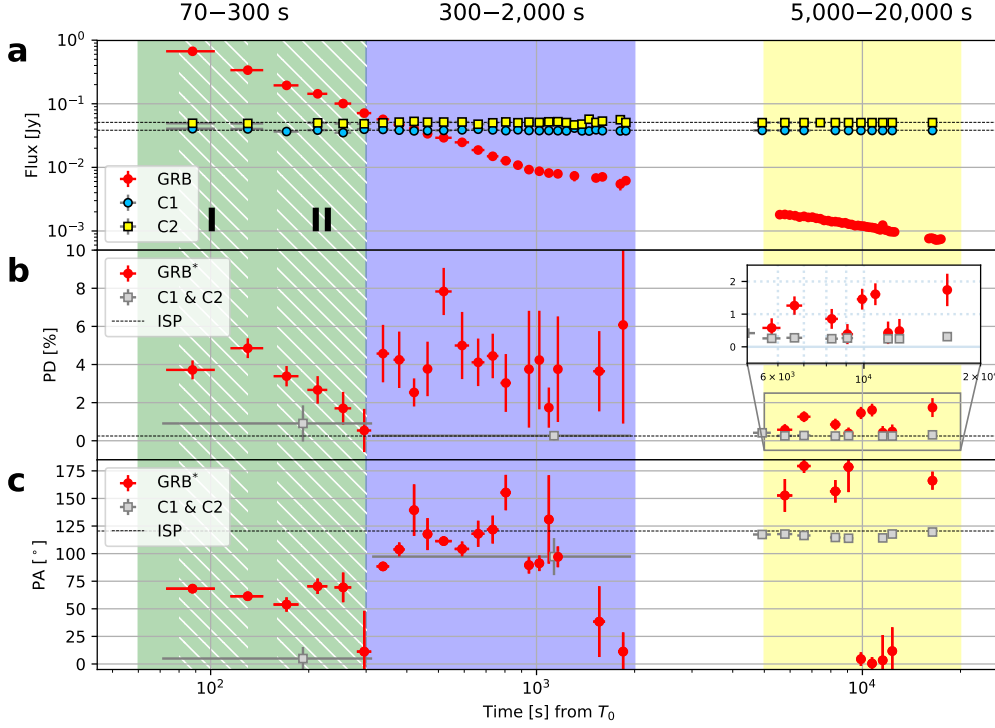 70−300 s 300−2,000 s 5,000−20,000 s
a
Flux [Jy]
10⁰
10⁻¹
10⁻²
10⁻³
GRB
C1
C2
I II
b
PD [%]
10
8
6
4
2
0
GRB*
C1 & C2
ISP
2
1
0
6 × 10³ 10⁴ 2 × 10⁴
c
PA [°]
175
150
125
100
75
50
25
0
GRB*
C1 & C2
ISP
10² 10³ 10⁴
Time [s] from T₀